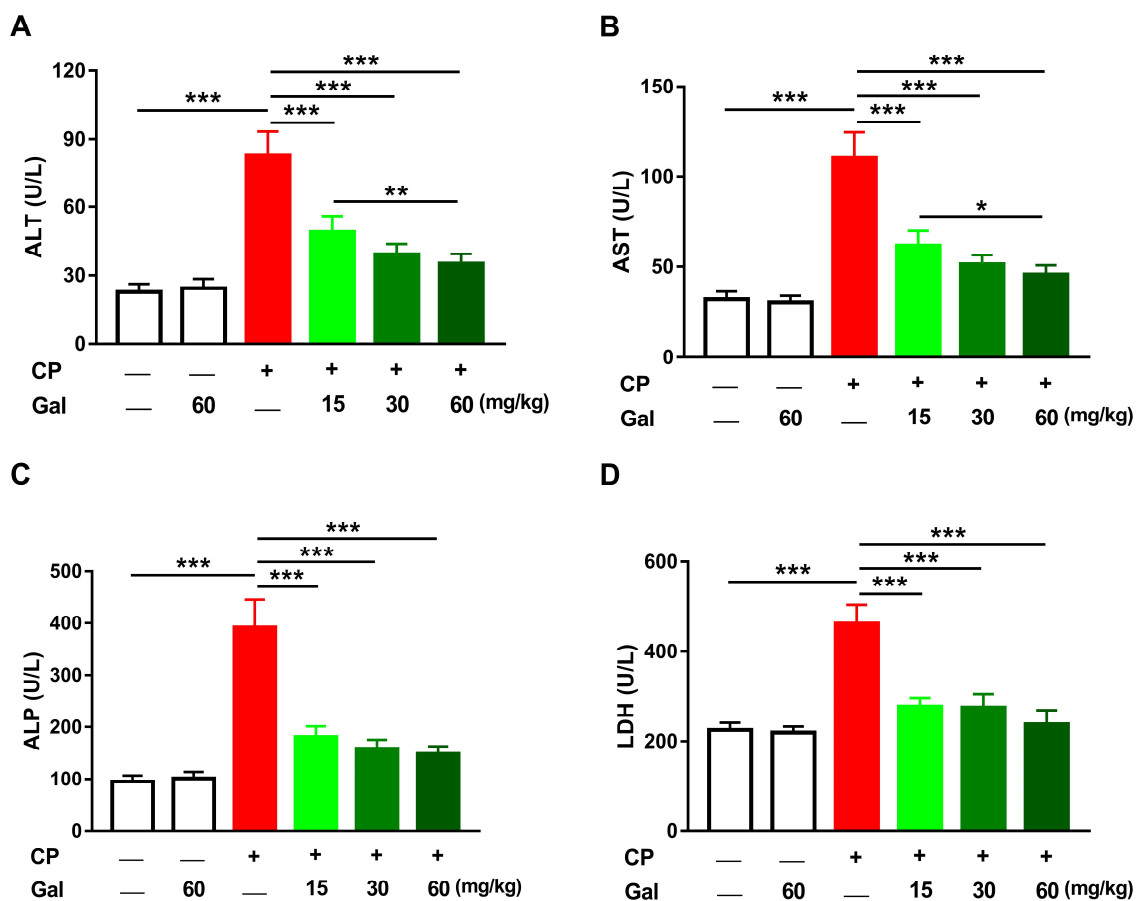 A
***
***
***
***
**
120
90
60
30
0
ALT (U/L)
CP — — + + + +
Gal — 60 — 15 30 60 (mg/kg)
B
***
***
***
***
*
150
100
50
0
AST (U/L)
CP — — + + + +
Gal — 60 — 15 30 60 (mg/kg)
C
***
***
***
***
500
400
300
200
100
0
ALP (U/L)
CP — — + + + +
Gal — 60 — 15 30 60 (mg/kg)
D
***
***
***
***
600
400
200
0
LDH (U/L)
CP — — + + + +
Gal — 60 — 15 30 60 (mg/kg)